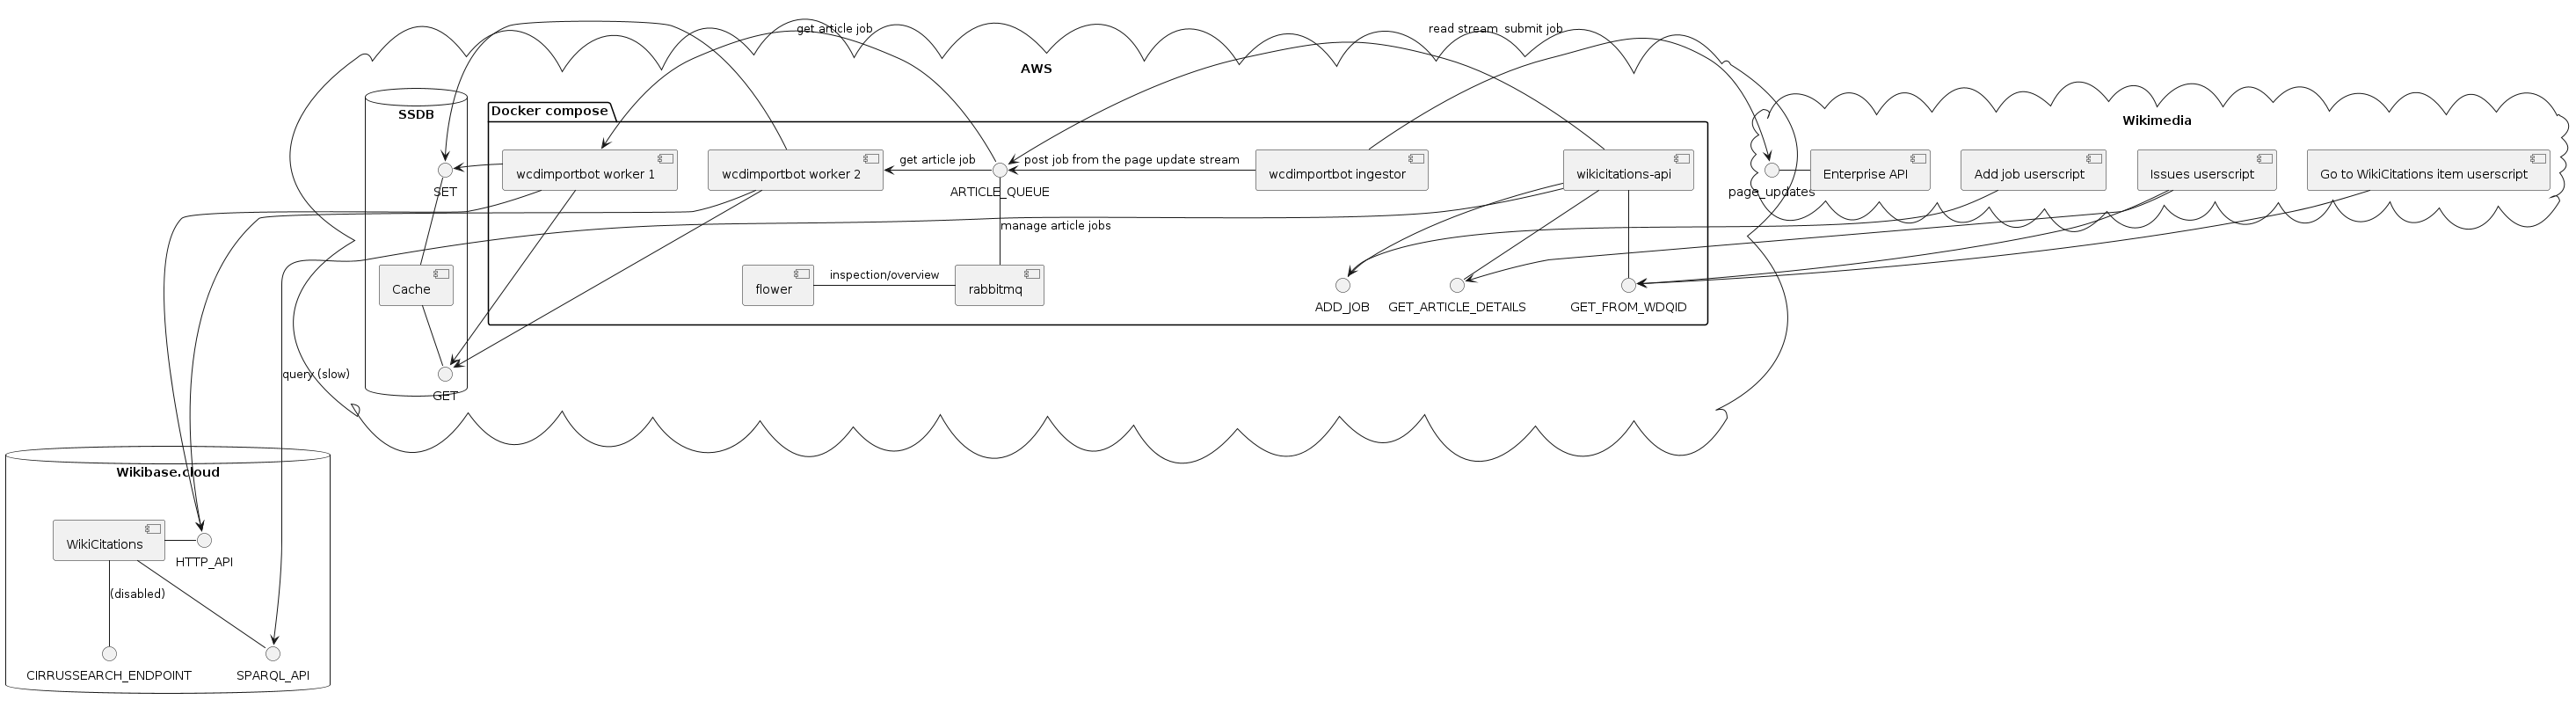 get article job
read stream
submit job
AWS
SSDB
Docker compose
Wikimedia
wcdimportbot worker 1
wcdimportbot worker 2
get article job
post job from the page update stream
wcdimportbot ingestor
wikicitations-api
Enterprise API
Add job userscript
Issues userscript
Go to WikiCitations item userscript
SET
ARTICLE_QUEUE
page_updates
manage article jobs
Cache
flower
inspection/overview
rabbitmq
ADD_JOB
GET_ARTICLE_DETAILS
GET_FROM_WDQID
query (slow)
GET
Wikibase.cloud
WikiCitations
HTTP_API
(disabled)
CIRRUSSEARCH_ENDPOINT
SPARQL_API